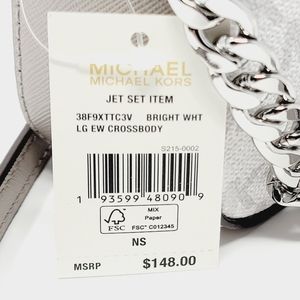 MICHAEL
MICHAEL KORS
JET SET ITEM
38F9XTTC3V BRIGHT WHT
LG EW CROSSBODY
S215-0002
1 93599 48090 9
FSC
MIX
Paper
FSC® C012345
NS
MSRP $148.00